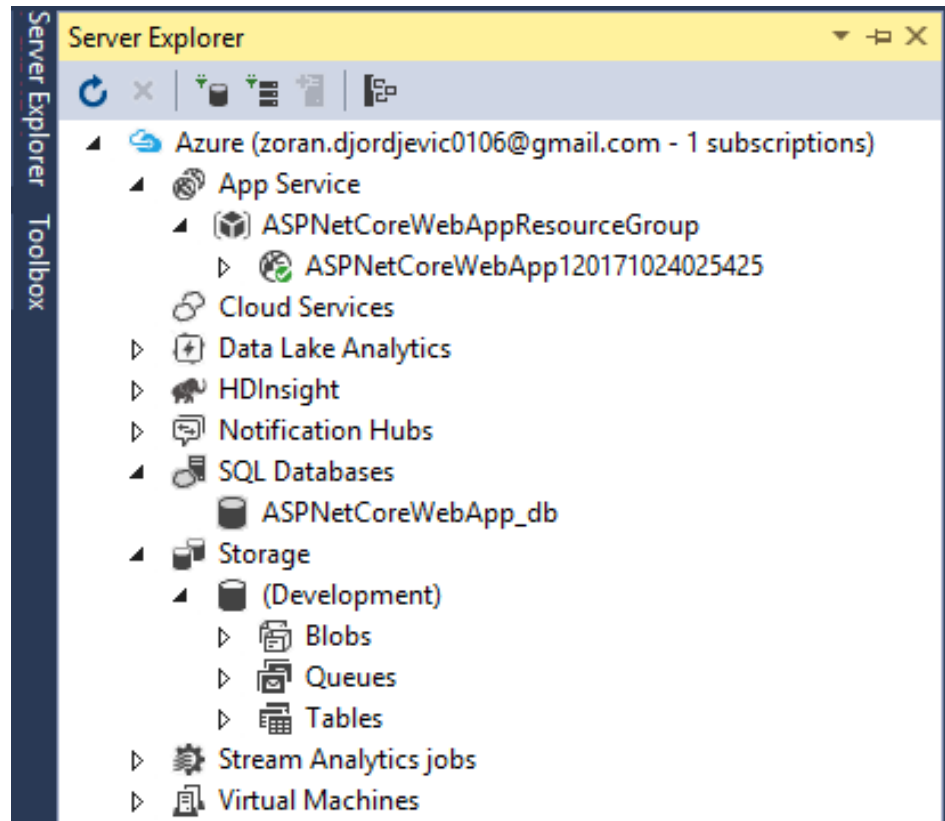 Server Explorer
Toolbox
Server Explorer
Azure (zoran.djordjevic0106@gmail.com - 1 subscriptions)
App Service
ASPNetCoreWebAppResourceGroup
ASPNetCoreWebApp120171024025425
Cloud Services
Data Lake Analytics
HDInsight
Notification Hubs
SQL Databases
ASPNetCoreWebApp_db
Storage
(Development)
Blobs
Queues
Tables
Stream Analytics jobs
Virtual Machines